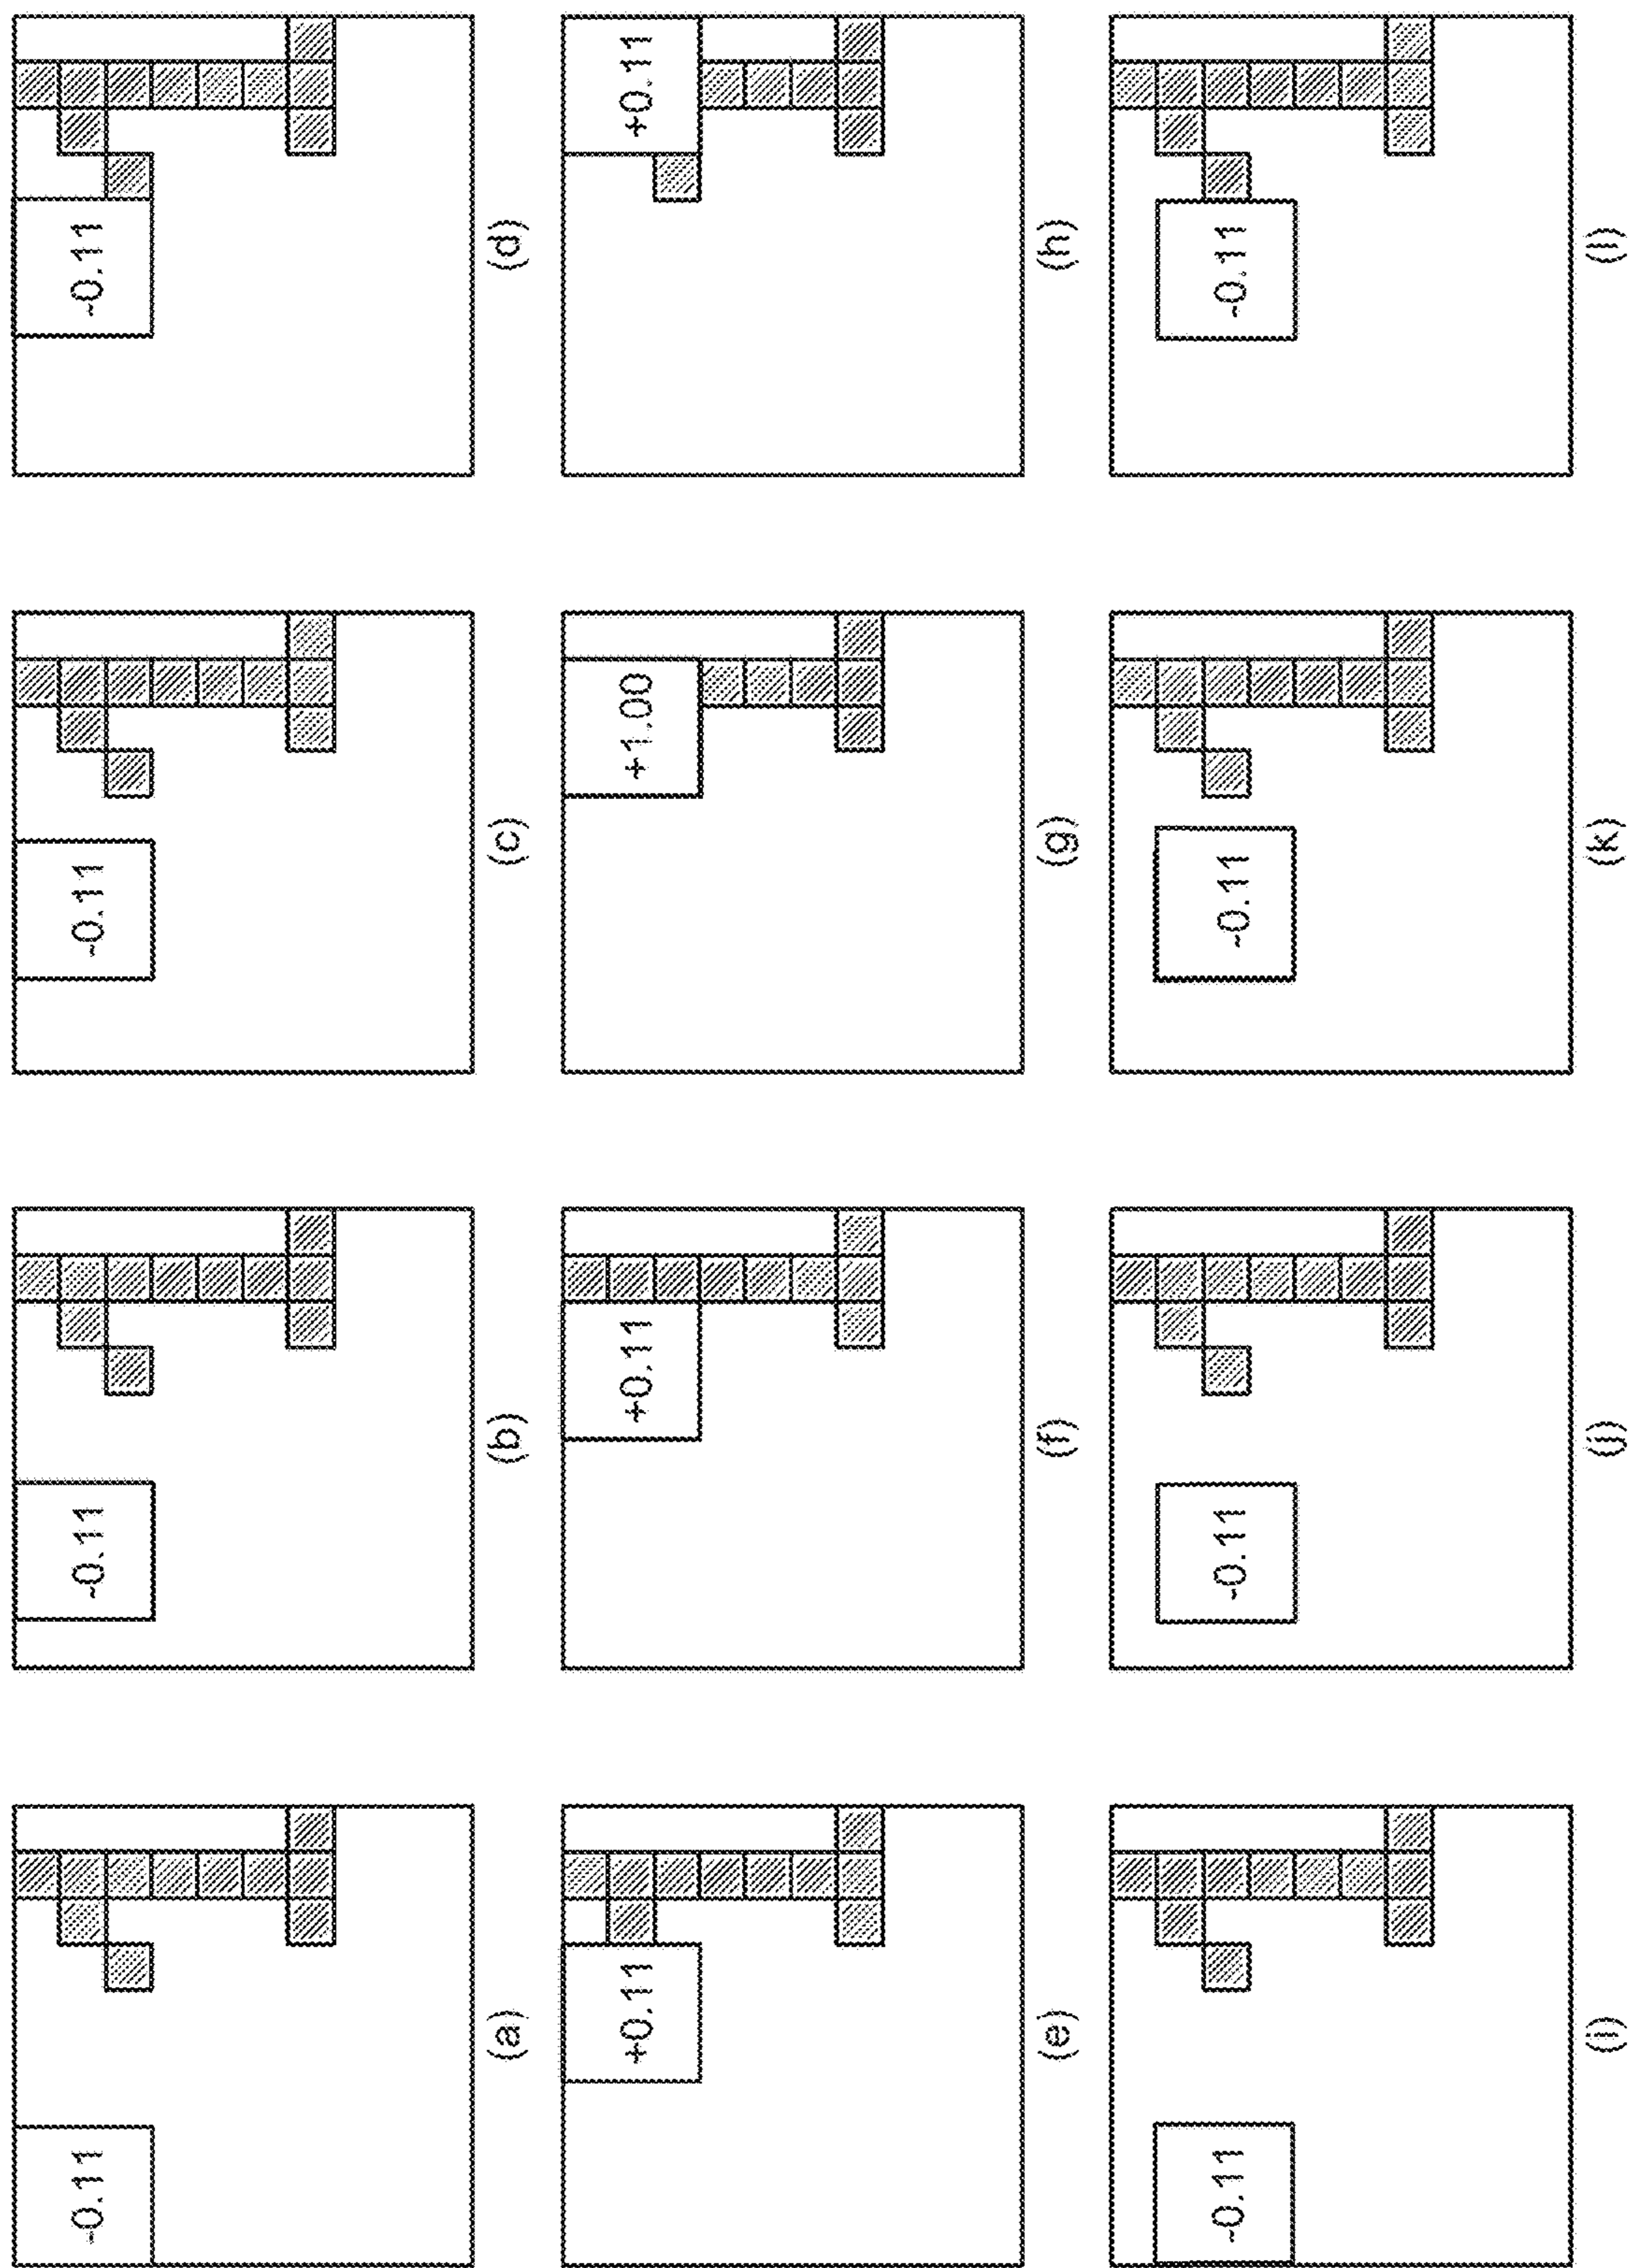 -0.11
-0.11
-0.11
-0.11
(a)
(b)
(c)
(d)
+0.11
+0.11
+1.00
+0.11
(e)
(f)
(g)
(h)
-0.11
-0.11
-0.11
-0.11
(i)
(j)
(k)
(l)